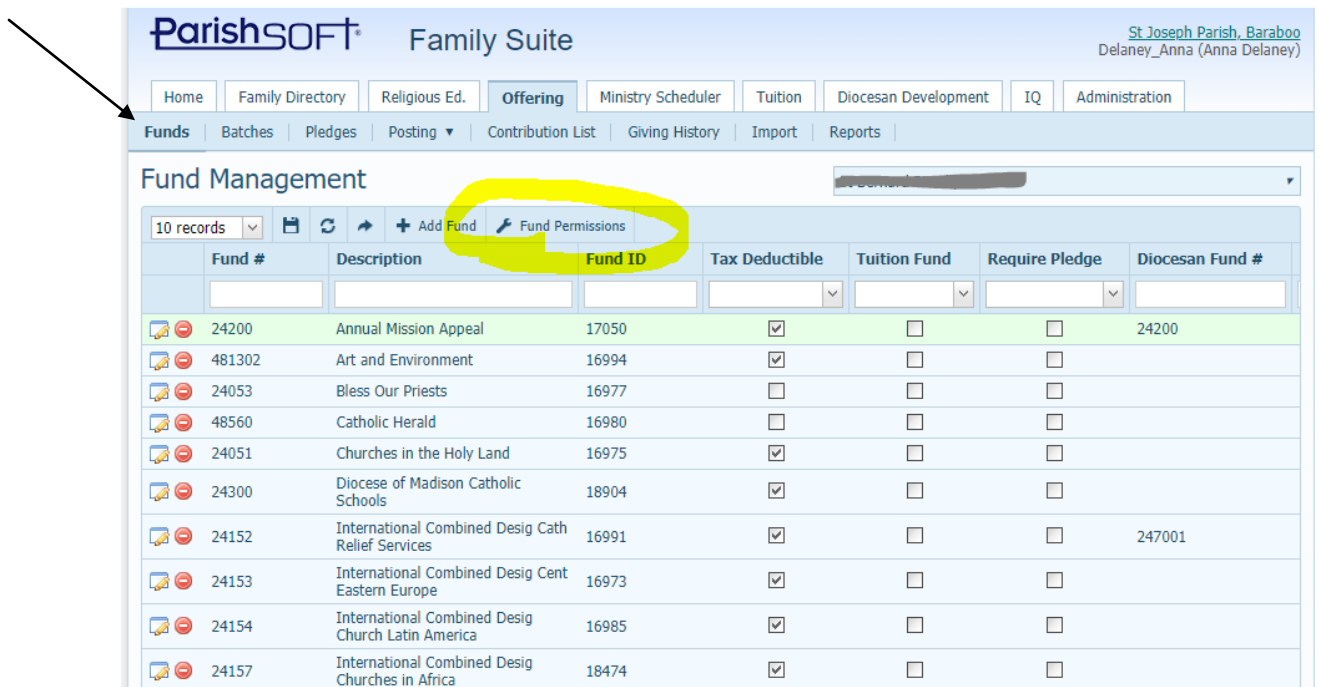 ParishSOFT Family Suite
St Joseph Parish, Baraboo
Delaney_Anna (Anna Delaney)
Home Family Directory Religious Ed. Offering Ministry Scheduler Tuition Diocesan Development IQ Administration
Funds Batches Pledges Posting Contribution List Giving History Import Reports
Fund Management
10 records Add Fund Fund Permissions
Fund # Description Fund ID Tax Deductible Tuition Fund Require Pledge Diocesan Fund #
24200 Annual Mission Appeal 17050 24200
481302 Art and Environment 16994
24053 Bless Our Priests 16977
48560 Catholic Herald 16980
24051 Churches in the Holy Land 16975
24300 Diocese of Madison Catholic Schools 18904
24152 International Combined Desig Cath Relief Services 16991 247001
24153 International Combined Desig Cent Eastern Europe 16973
24154 International Combined Desig Church Latin America 16985
24157 International Combined Desig Churches in Africa 18474